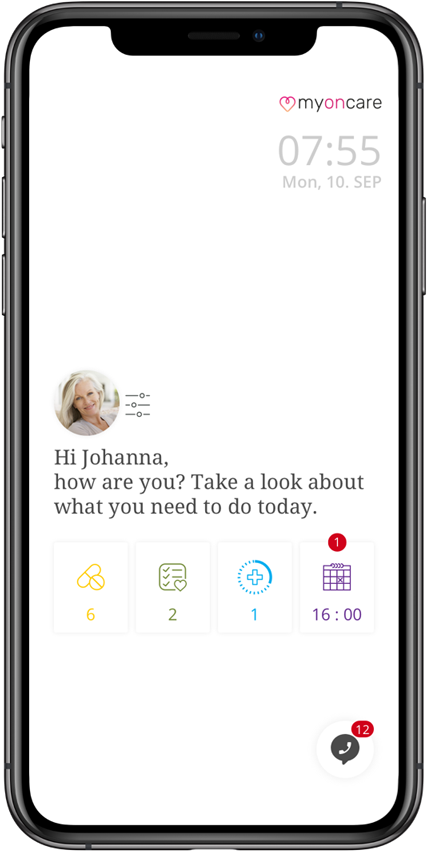 myoncare
07:55
Mon, 10. SEP
Hi Johanna,
how are you? Take a look about
what you need to do today.
1
6
2
1
16 : 00
12